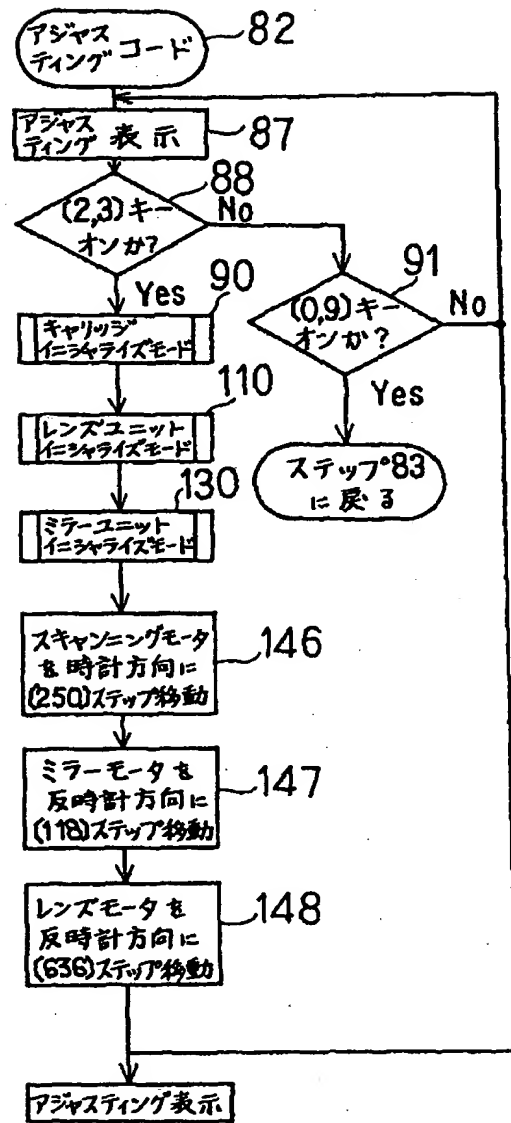 アジャス
ティング コード
82
アジャス
ティング 表示
87
(2,3)キー
オンか?
88
No
Yes
(0,9)キー
オンか?
91
No
Yes
ステップ83
に戻る
キャリッジ
イニシャライズモード
90
レンズユニット
イニシャライズモード
110
ミラーユニット
イニシャライズモード
130
スキャンニングモータ
を時計方向に
(250)ステップ移動
146
ミラーモータを
反時計方向に
(118)ステップ移動
147
レンズモータを
反時計方向に
(636)ステップ移動
148
アジャスティング表示